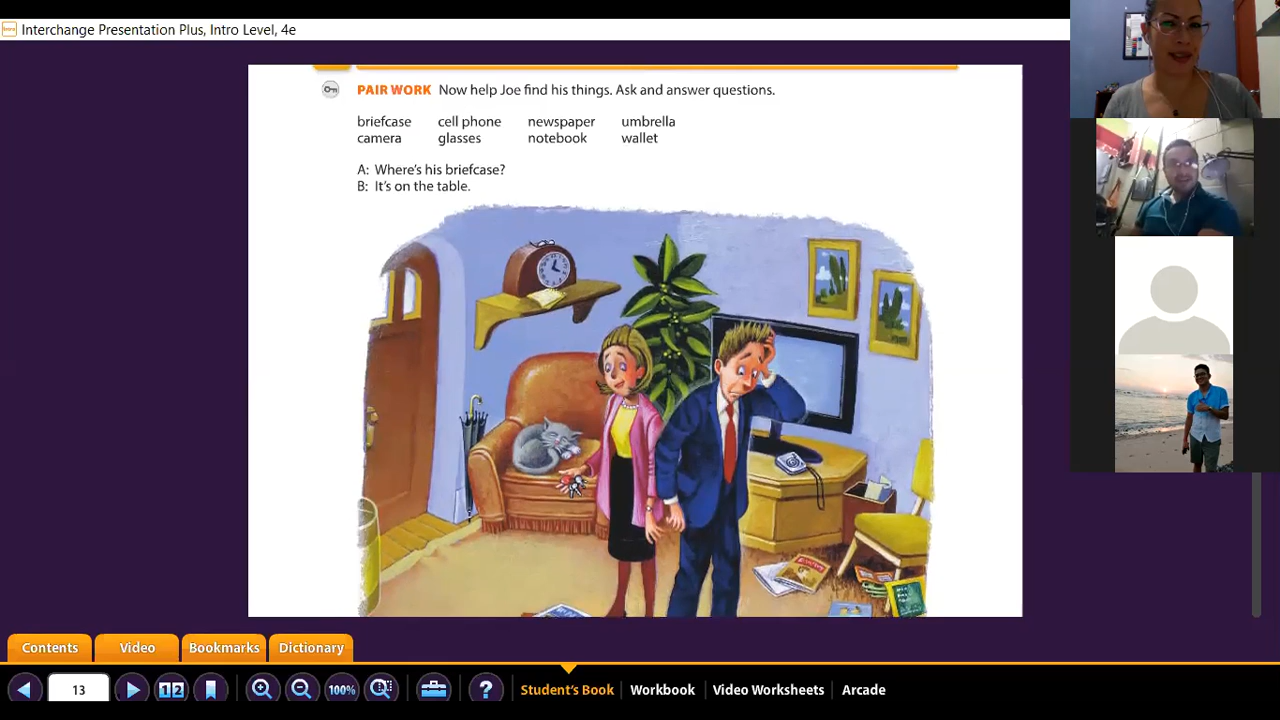 Interchange Presentation Plus, Intro Level, 4e
PAIR WORK Now help Joe find his things. Ask and answer questions.
briefcase cell phone newspaper umbrella
camera glasses notebook wallet
A: Where's his briefcase?
B: It's on the table.
Contents Video Bookmarks Dictionary
13 1 2 100% ? Student's Book Workbook Video Worksheets Arcade